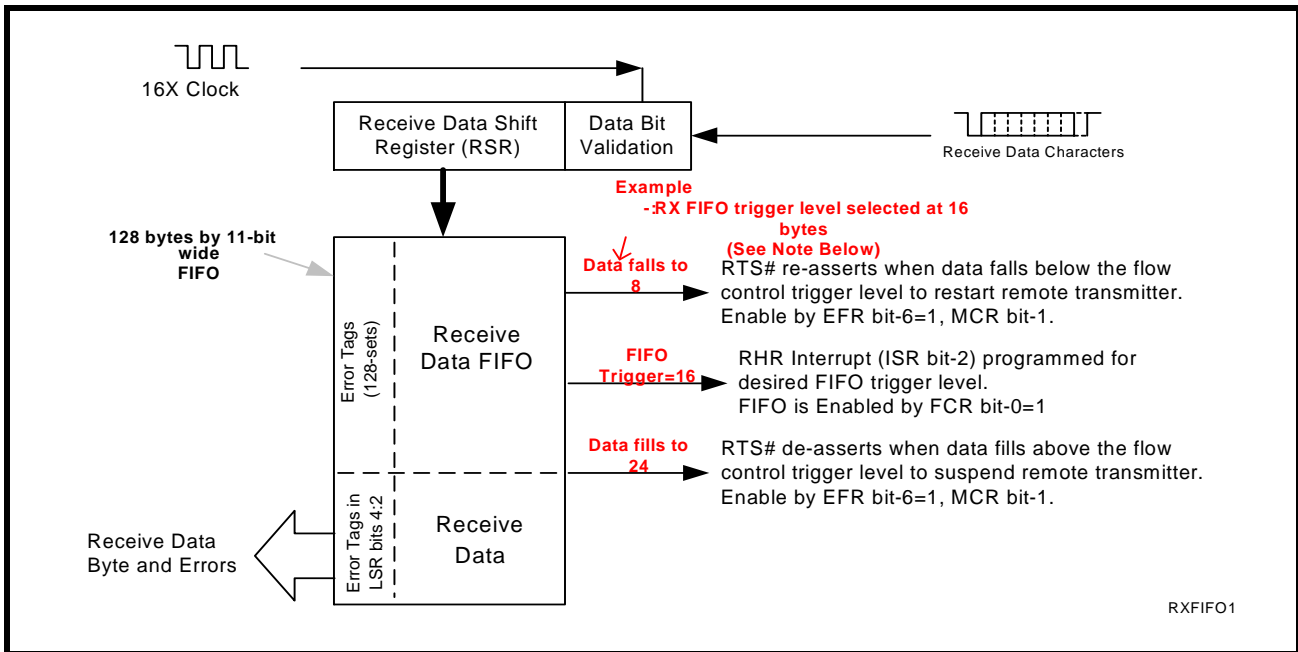 16X Clock
Receive Data Shift
Register (RSR)
Data Bit
Validation
Receive Data Characters
Example
-:RX FIFO trigger level selected at 16
bytes
(See Note Below)
128 bytes by 11-bit
wide
FIFO
Data falls to
8
RTS# re-asserts when data falls below the flow
control trigger level to restart remote transmitter.
Enable by EFR bit-6=1, MCR bit-1.
Error Tags
(128-sets)
Receive
Data FIFO
FIFO
Trigger=16
RHR Interrupt (ISR bit-2) programmed for
desired FIFO trigger level.
FIFO is Enabled by FCR bit-0=1
Data fills to
24
RTS# de-asserts when data fills above the flow
control trigger level to suspend remote transmitter.
Enable by EFR bit-6=1, MCR bit-1.
Error Tags in
LSR bits 4:2
Receive
Data
Receive Data
Byte and Errors
RXFIFO1